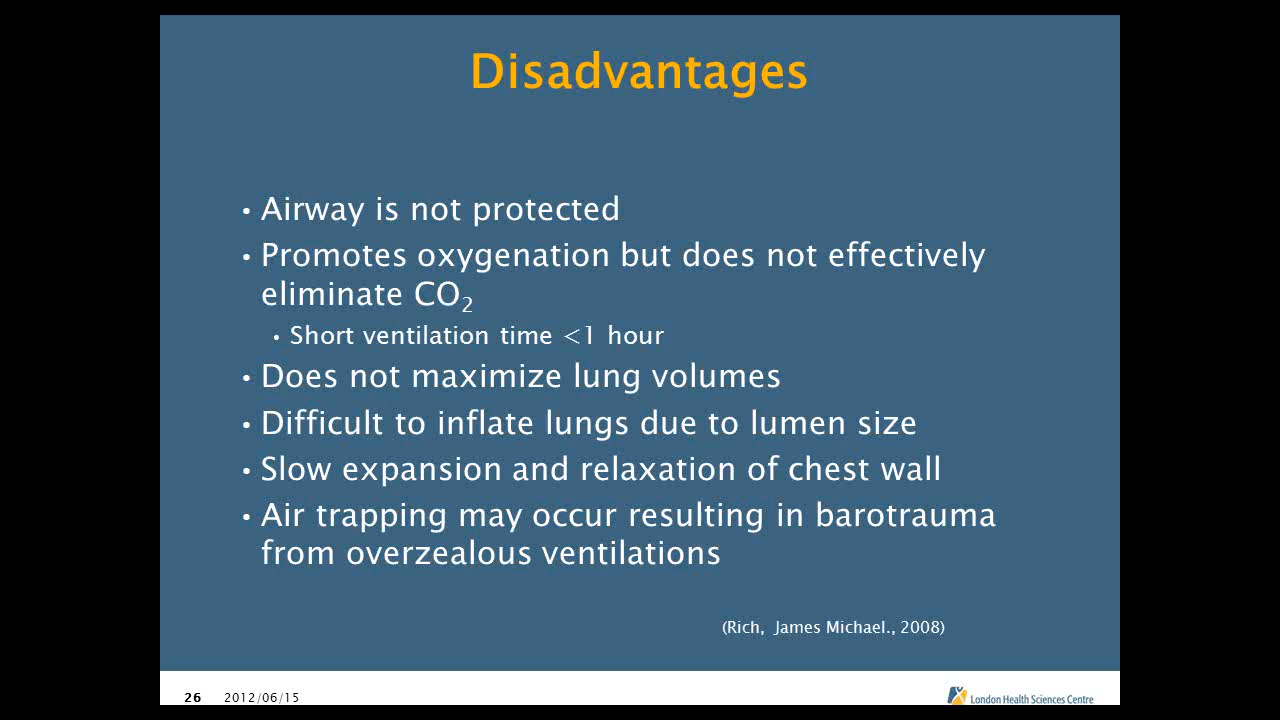 Disadvantages
• Airway is not protected
• Promotes oxygenation but does not effectively
eliminate CO₂
• Short ventilation time <1 hour
• Does not maximize lung volumes
• Difficult to inflate lungs due to lumen size
• Slow expansion and relaxation of chest wall
• Air trapping may occur resulting in barotrauma
from overzealous ventilations
(Rich, James Michael., 2008)
26 2012/06/15
London Health Sciences Centre